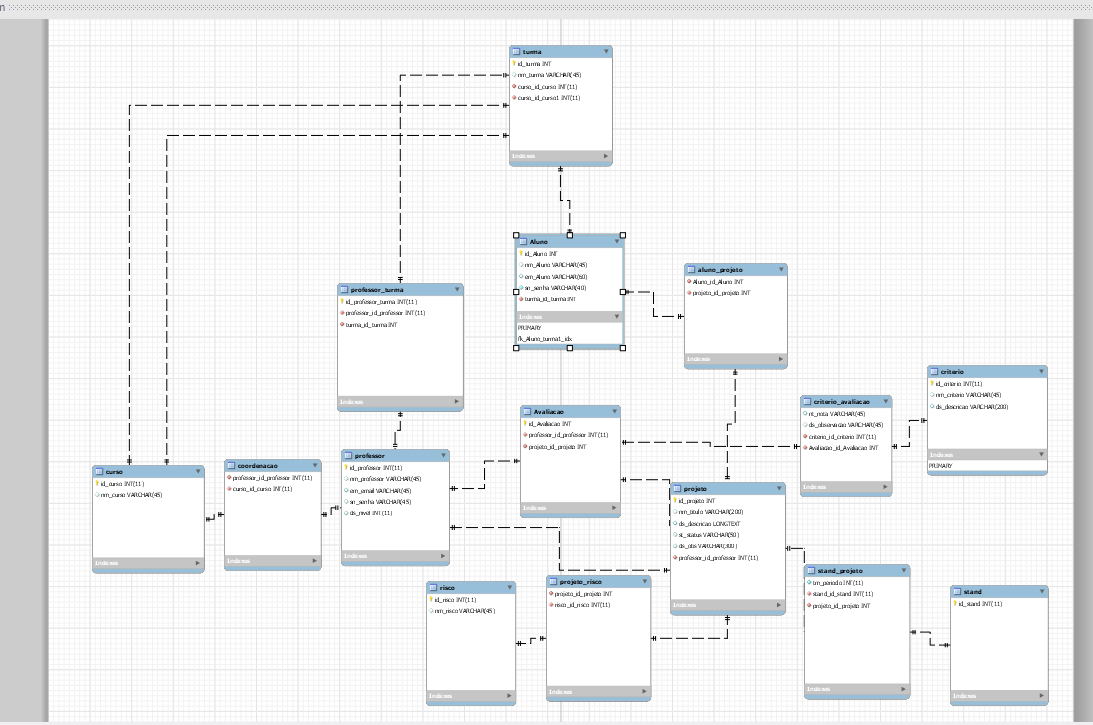 turma
id_turma INT
nm_turma VARCHAR(45)
curso_id_curso INT(11)
curso_id_curso1 INT(11)
Indexes
Aluno
id_Aluno INT
nm_Aluno VARCHAR(45)
em_Aluno VARCHAR(60)
sn_senha VARCHAR(40)
turma_id_turma INT
Indexes
PRIMARY
fk_Aluno_turma1_idx
aluno_projeto
Aluno_id_Aluno INT
projeto_id_projeto INT
Indexes
professor_turma
id_professor_turma INT(11)
professor_id_professor INT(11)
turma_id_turma INT
Indexes
criterio
id_criterio INT(11)
nm_criterio VARCHAR(45)
ds_descricao VARCHAR(200)
Indexes
PRIMARY
criterio_avaliacao
nt_nota VARCHAR(45)
ds_observacao VARCHAR(45)
criterio_id_criterio INT(11)
Avaliacao_id_Avaliacao INT
Indexes
Avaliacao
id_Avaliacao INT
professor_id_professor INT(11)
projeto_id_projeto INT
Indexes
curso
id_curso INT(11)
nm_curso VARCHAR(45)
Indexes
coordenacao
professor_id_professor INT(11)
curso_id_curso INT(11)
Indexes
professor
id_professor INT(11)
nm_professor VARCHAR(45)
em_email VARCHAR(45)
sn_senha VARCHAR(45)
ds_nivel INT(11)
Indexes
projeto
id_projeto INT
nm_titulo VARCHAR(200)
ds_descricao LONGTEXT
st_status VARCHAR(50)
ds_obs VARCHAR(300)
professor_id_professor INT(11)
Indexes
risco
id_risco INT(11)
nm_risco VARCHAR(45)
Indexes
projeto_risco
projeto_id_projeto INT
risco_id_risco INT(11)
Indexes
stand_projeto
tm_periodo INT(11)
stand_id_stand INT(11)
projeto_id_projeto INT
Indexes
stand
id_stand INT(11)
Indexes